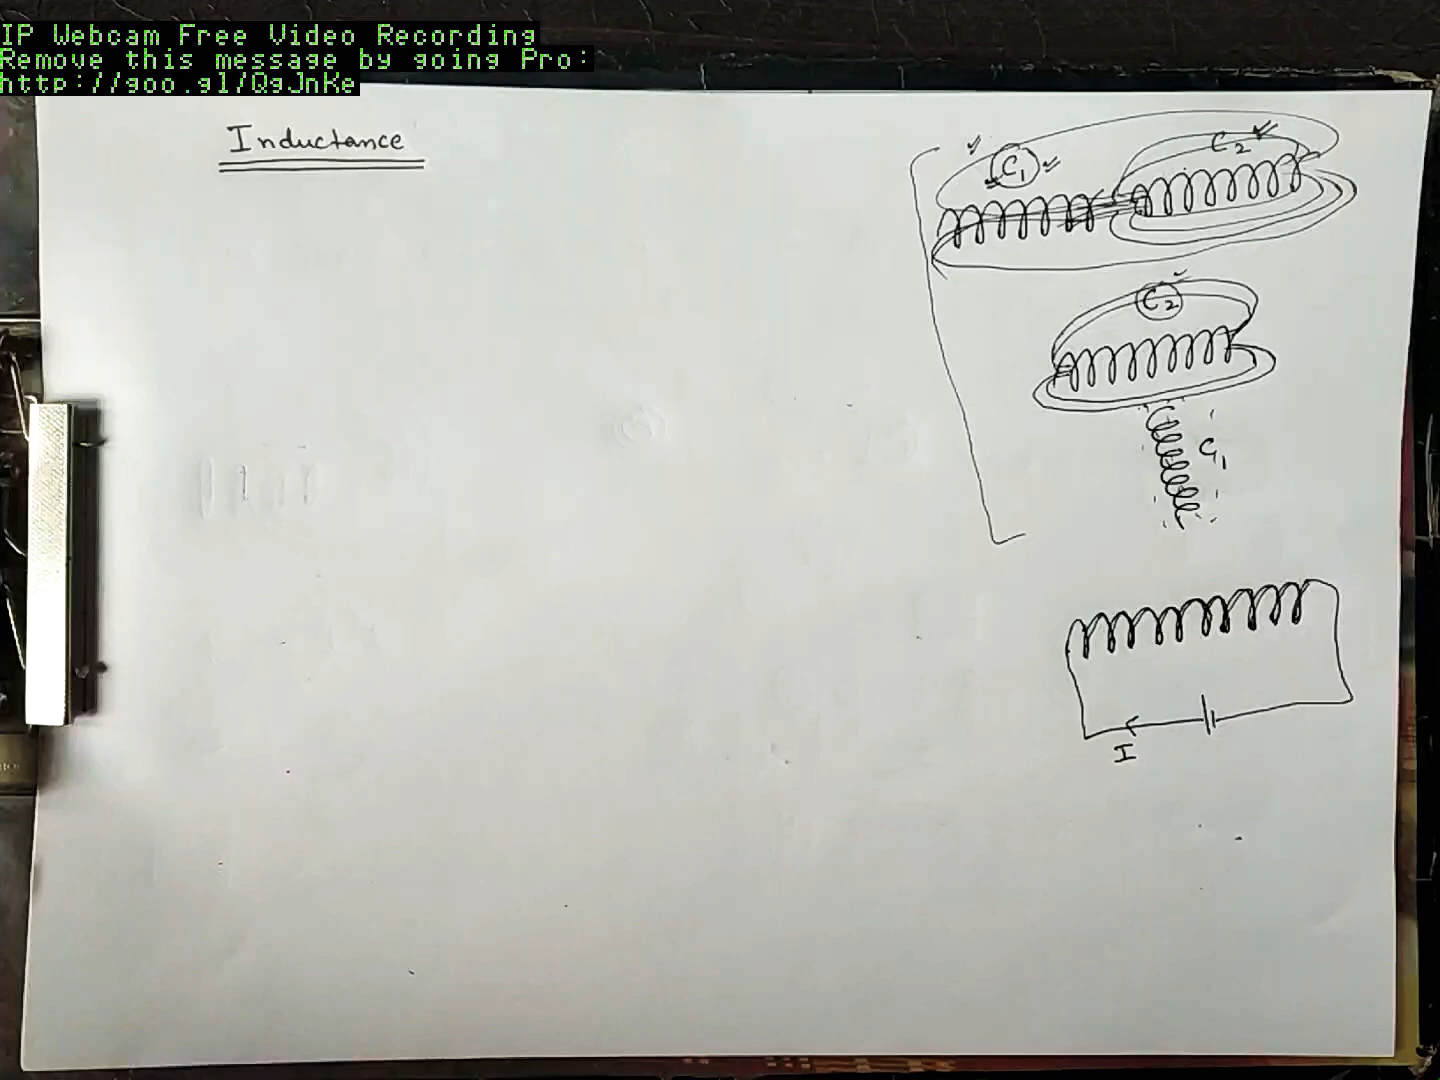 IP Webcam Free Video Recording
Remove this message by going Pro:
http://goo.gl/QgJnKe
Inductance
C1
C2
C2
C1
I